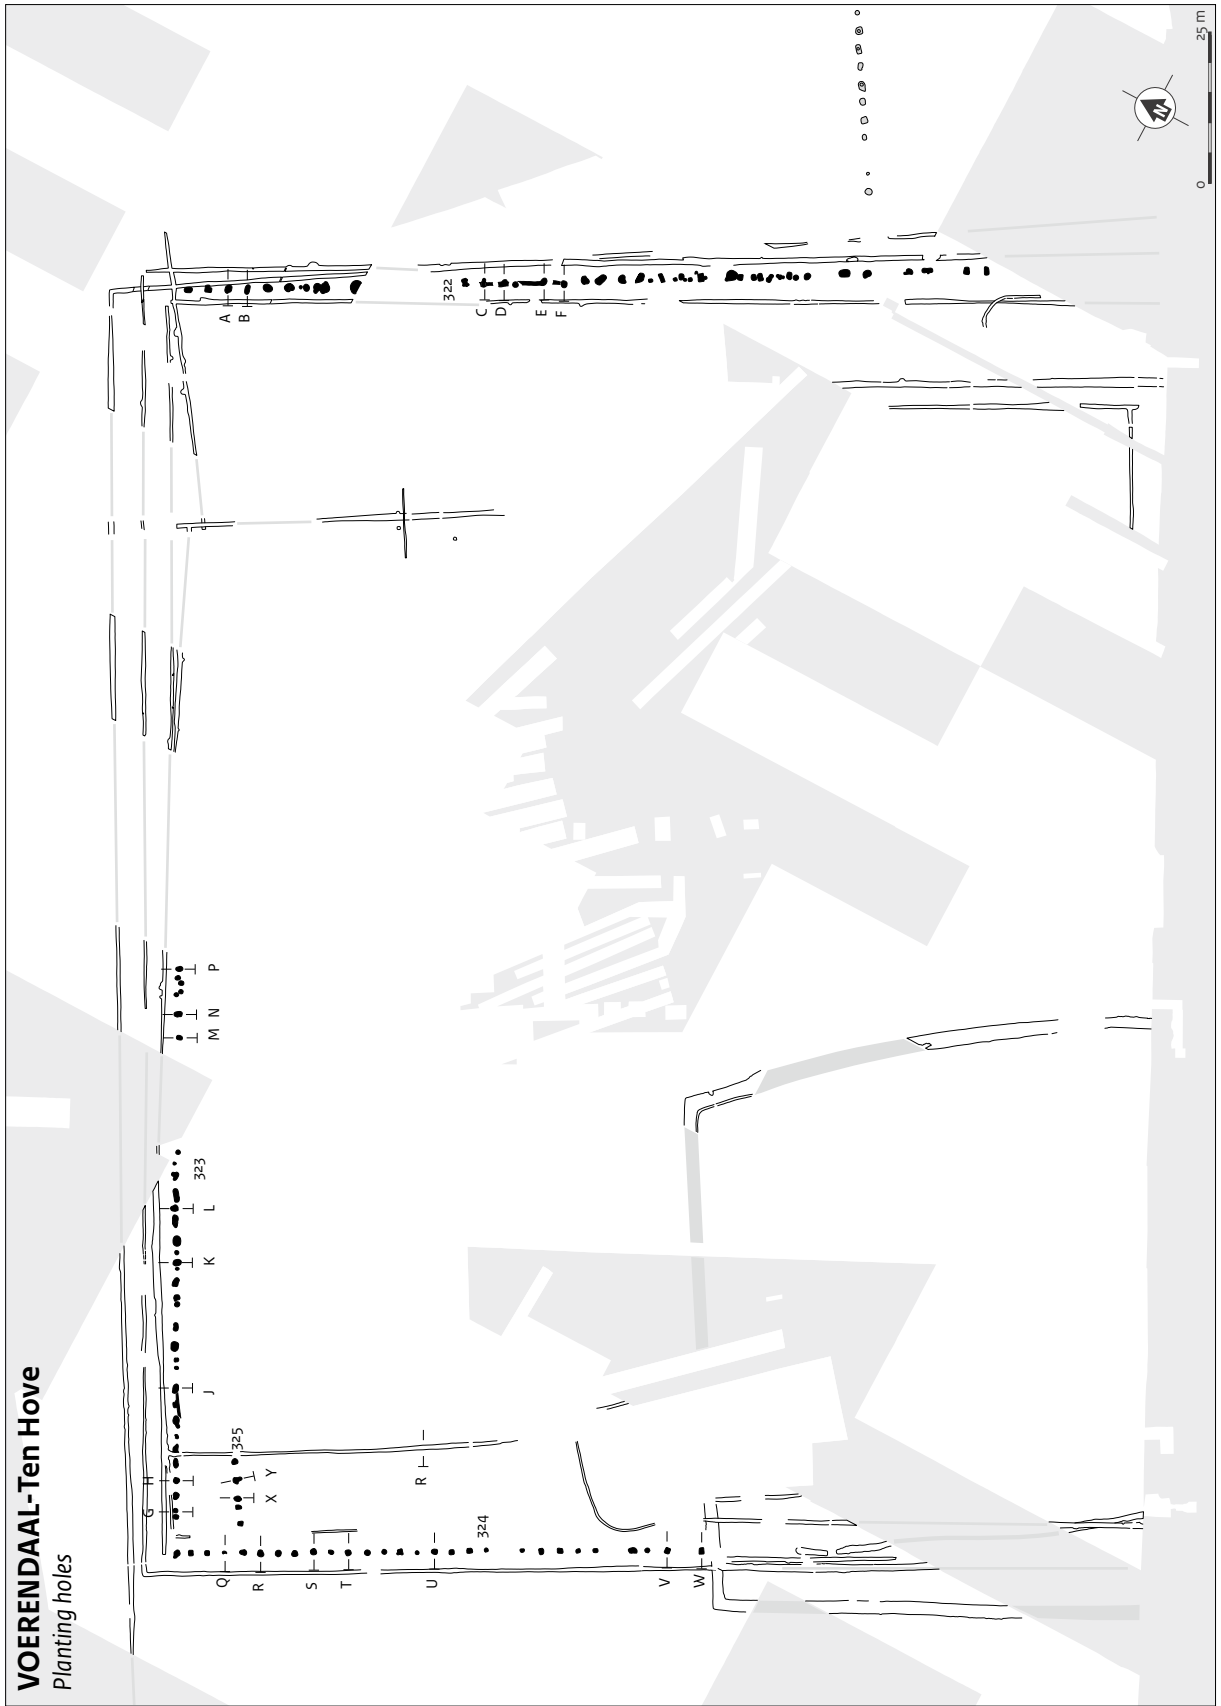 VOERENDAAL-Ten Hove
Planting holes
G
H
J
K
L
323
M
N
P
325
X
Y
Q
R
S
T
U
324
V
W
R
A
B
322
C
D
E
F
N
0
25 m